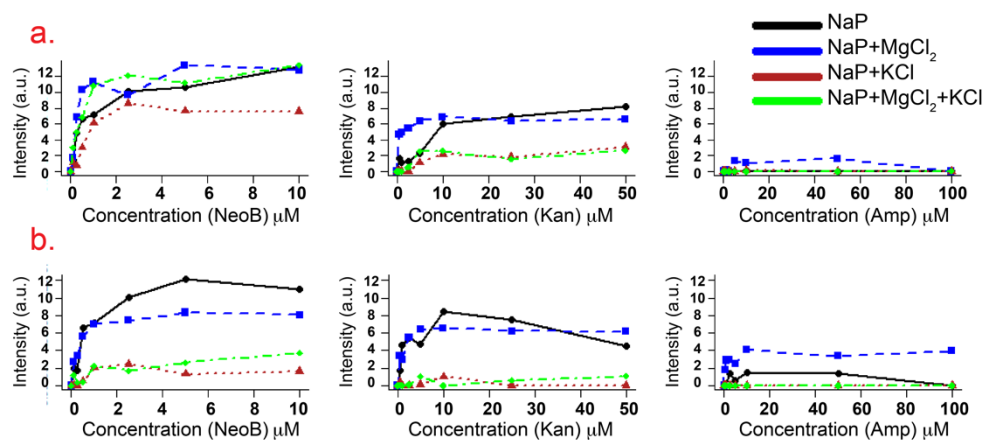 a.
NaP
NaP+MgCl₂
NaP+KCl
NaP+MgCl₂+KCl
Intensity (a.u.)
12
10
8
6
4
2
0
0 2 4 6 8 10
Concentration (NeoB) μM
Intensity (a.u.)
12
10
8
6
4
2
0
0 10 20 30 40 50
Concentration (Kan) μM
Intensity (a.u.)
12
10
8
6
4
2
0
0 20 40 60 80 100
Concentration (Amp) μM
b.
Intensity (a.u.)
12
10
8
6
4
2
0
0 2 4 6 8 10
Concentration (NeoB) μM
Intensity (a.u.)
12
10
8
6
4
2
0
0 10 20 30 40 50
Concentration (Kan) μM
Intensity (a.u.)
12
10
8
6
4
2
0
0 20 40 60 80 100
Concentration (Amp) μM